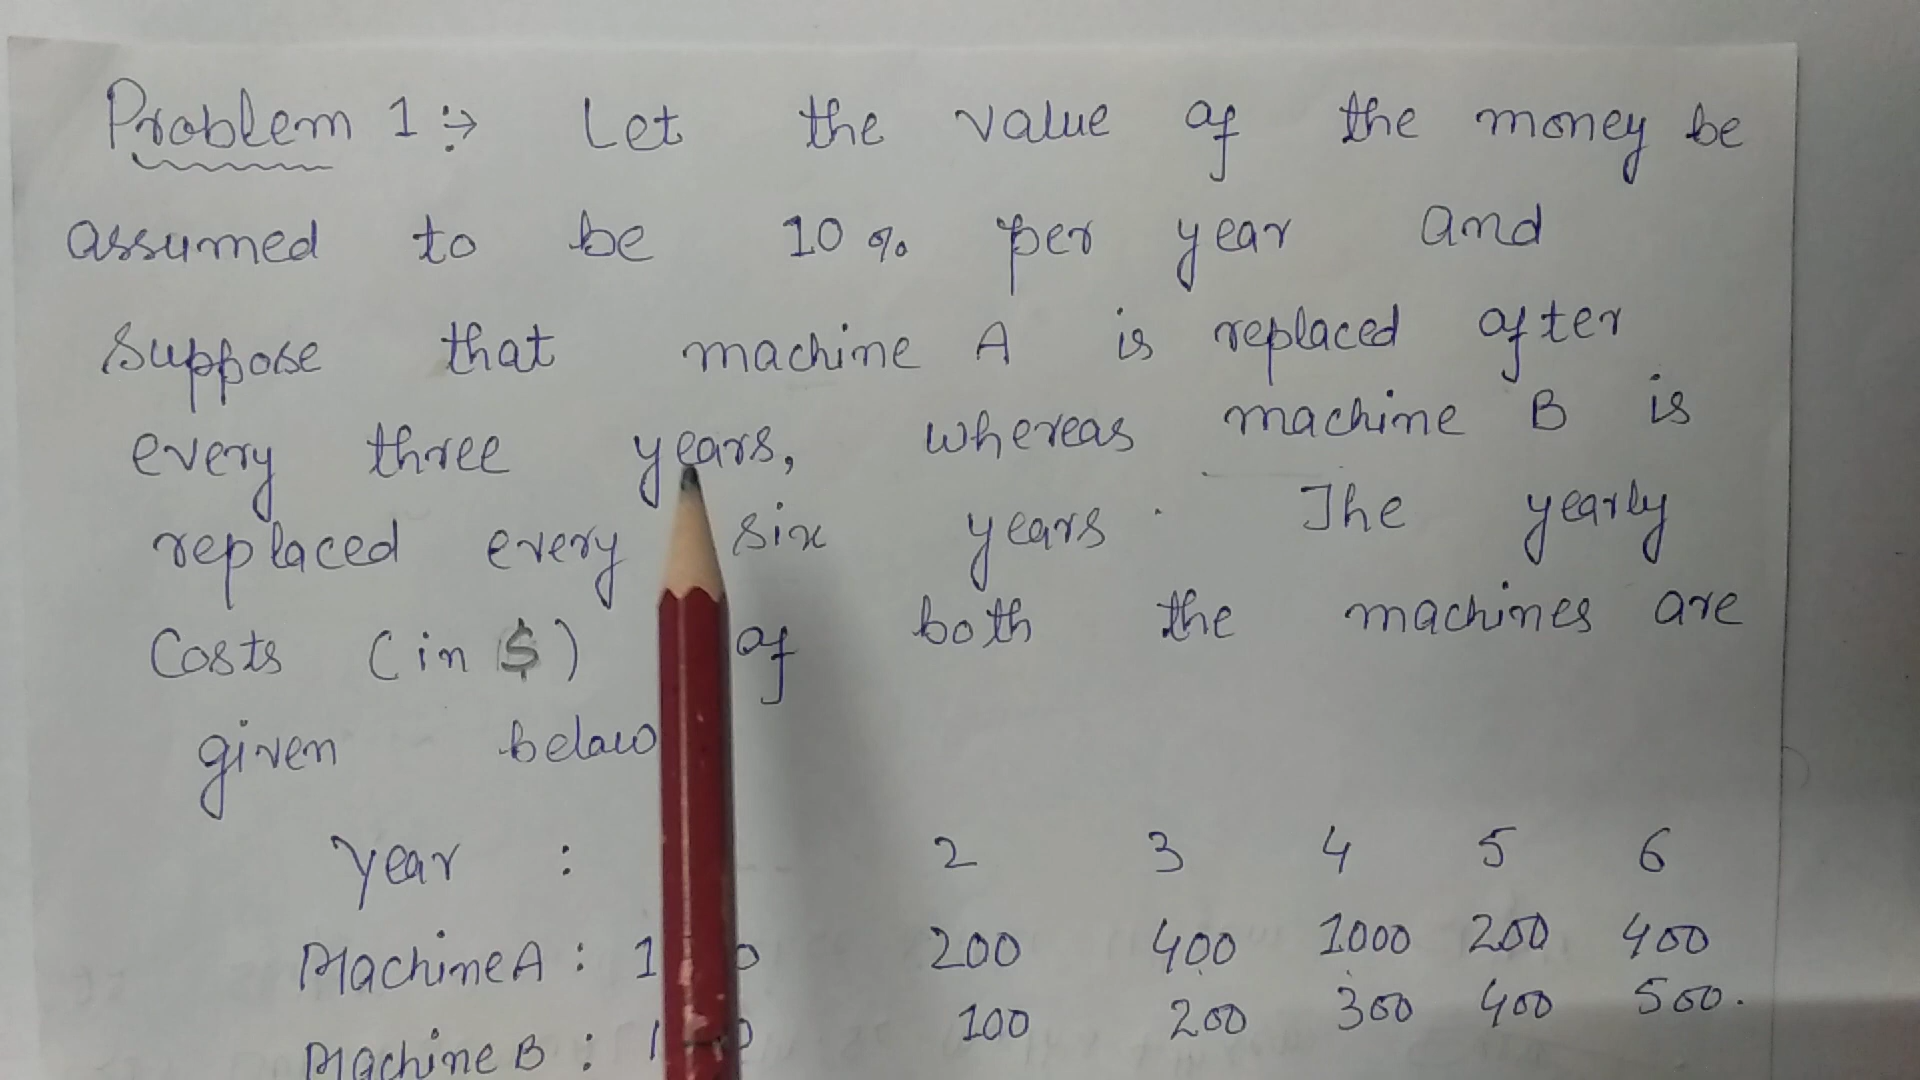 Problem 1 :→ Let the value of the money be
assumed to be 10% per year and
suppose that machine A is replaced after
every three years, whereas machine B is
replaced every six years. The yearly
Costs (in $) of both the machines are
given below
Year : 2 3 4 5 6
Machine A : 200 400 1000 200 400
Machine B : 100 200 300 400 500.